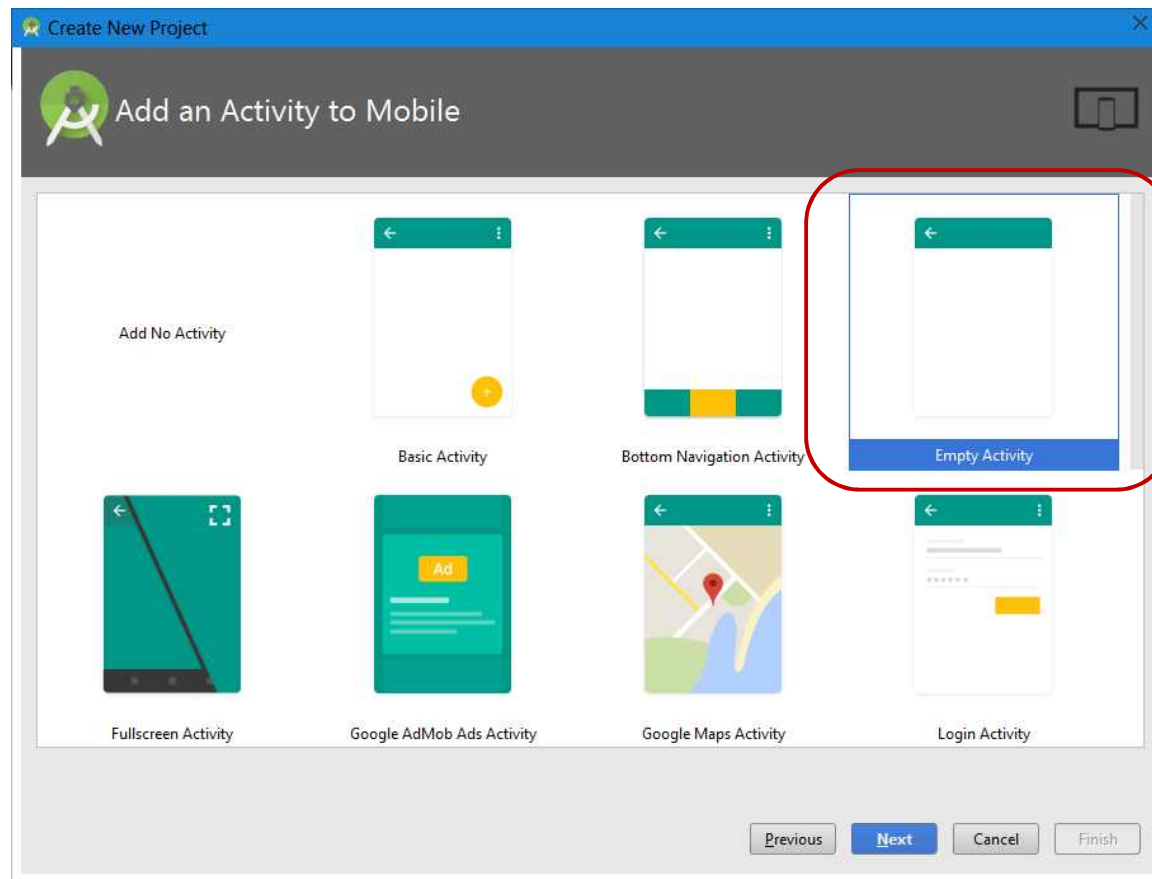 Create New Project
Add an Activity to Mobile
Add No Activity
Basic Activity
Bottom Navigation Activity
Empty Activity
Ad
Fullscreen Activity
Google AdMob Ads Activity
Google Maps Activity
Login Activity
Previous
Next
Cancel
Finish